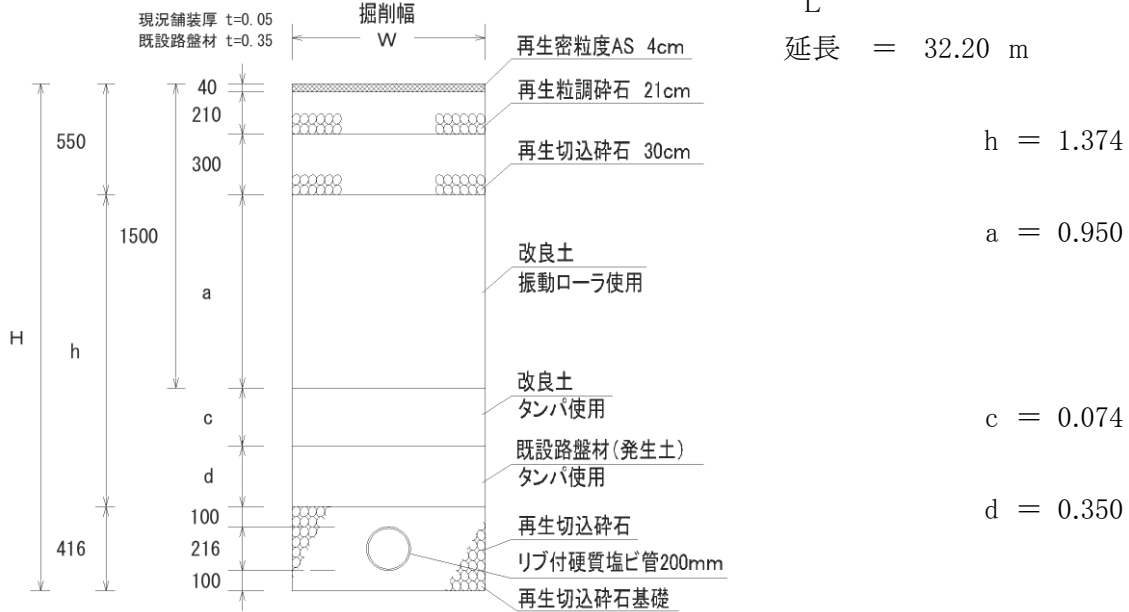 現況舗装厚 t=0.05
既設路盤材 t=0.35
掘削幅
W
L
延長 = 32.20 m
再生密粒度AS 4cm
再生粒調砕石 21cm
再生切込砕石 30cm
h = 1.374
a = 0.950
改良土
振動ローラ使用
改良土
タンパ使用
c = 0.074
既設路盤材(発生土)
タンパ使用
d = 0.350
再生切込砕石
リブ付硬質塩ビ管200mm
再生切込砕石基礎
40
210
550
300
1500
a
H
h
c
d
100
416
216
100